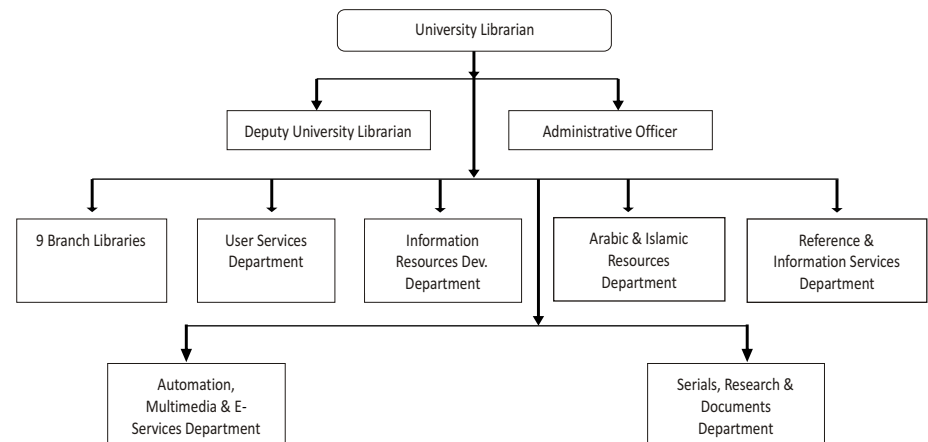 University Librarian
Deputy University Librarian
Administrative Officer
9 Branch Libraries
User Services
Department
Information
Resources Dev.
Department
Arabic & Islamic
Resources
Department
Reference &
Information Services
Department
Automation,
Multimedia & E-
Services Department
Serials, Research &
Documents
Department